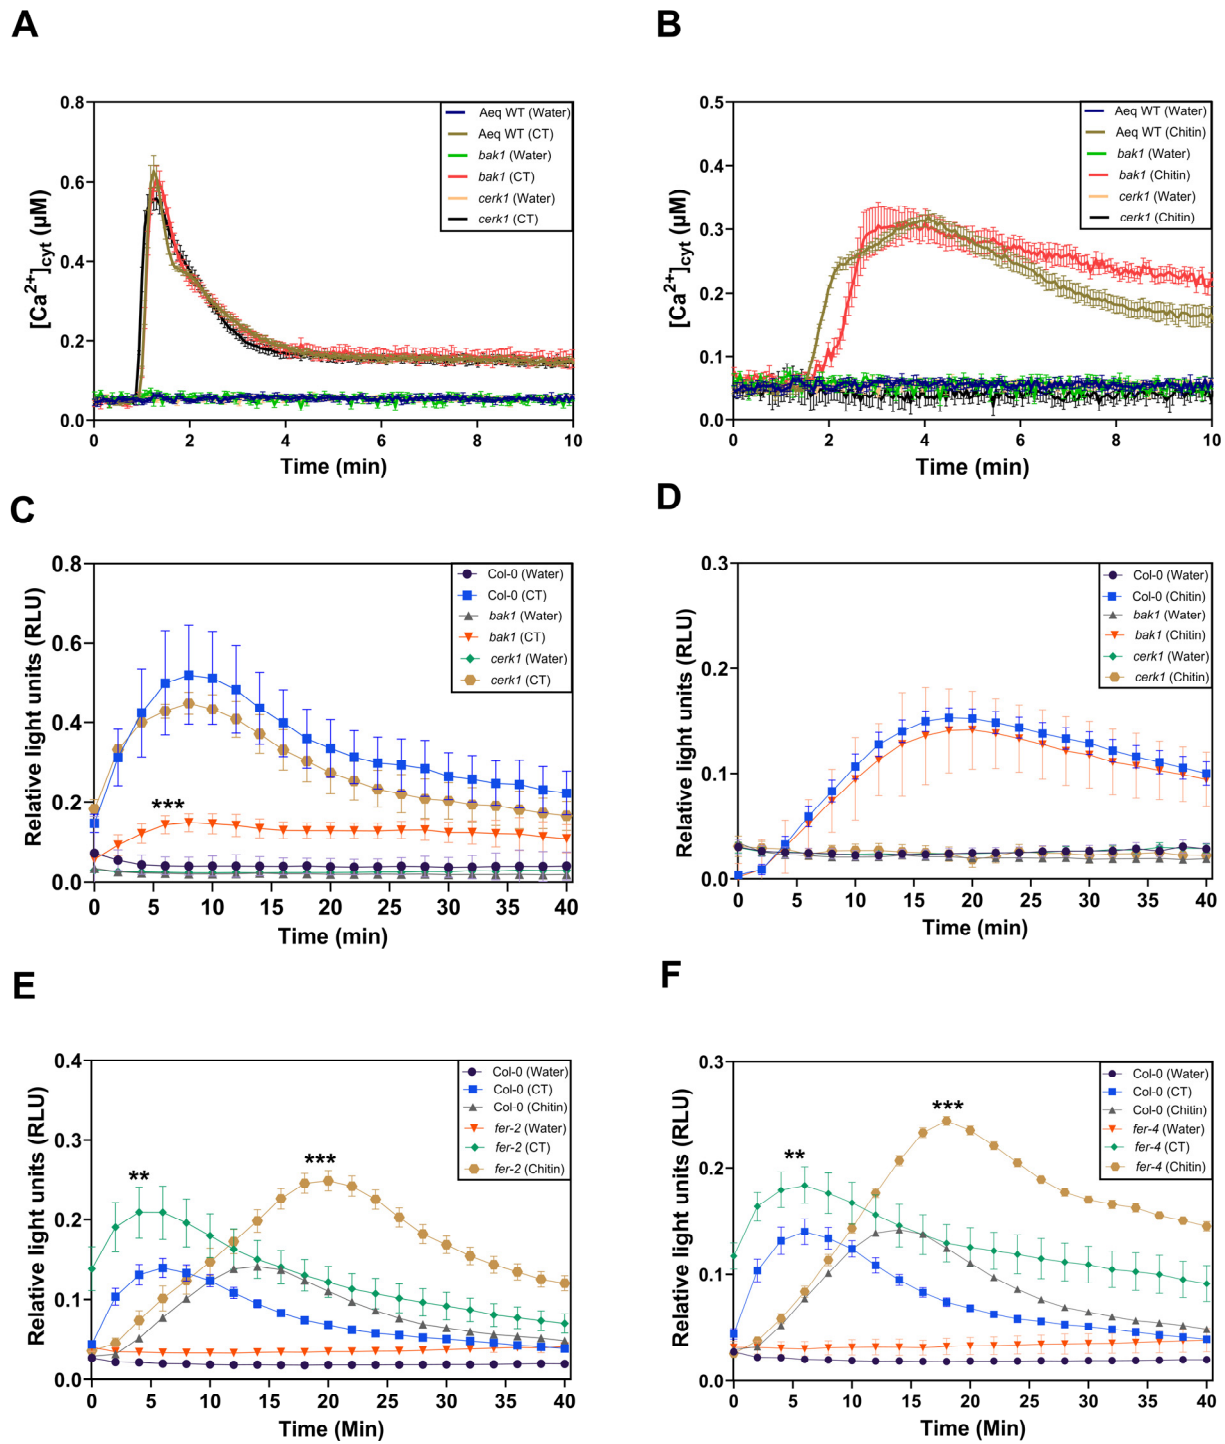 A
B
0.8
0.6
0.4
0.2
0.0
[Ca2+]cyt (µM)
Aeq WT (Water)
Aeq WT (CT)
bak1 (Water)
bak1 (CT)
cerk1 (Water)
cerk1 (CT)
0 2 4 6 8 10
Time (min)
0.5
0.4
0.3
0.2
0.1
0.0
[Ca2+]cyt (µM)
Aeq WT (Water)
Aeq WT (Chitin)
bak1 (Water)
bak1 (Chitin)
cerk1 (Water)
cerk1 (Chitin)
0 2 4 6 8 10
Time (min)
C
D
0.8
0.6
0.4
0.2
0.0
Relative light units (RLU)
Col-0 (Water)
Col-0 (CT)
bak1 (Water)
bak1 (CT)
cerk1 (Water)
cerk1 (CT)
***
0 5 10 15 20 25 30 35 40
Time (min)
0.3
0.2
0.1
0.0
Relative light units (RLU)
Col-0 (Water)
Col-0 (Chitin)
bak1 (Water)
bak1 (Chitin)
cerk1 (Water)
cerk1 (Chitin)
0 5 10 15 20 25 30 35 40
Time (min)
E
F
0.4
0.3
0.2
0.1
0.0
Relative light units (RLU)
Col-0 (Water)
Col-0 (CT)
Col-0 (Chitin)
fer-2 (Water)
fer-2 (CT)
fer-2 (Chitin)
**
***
0 5 10 15 20 25 30 35 40
Time (Min)
0.3
0.2
0.1
0.0
Relative light units (RLU)
Col-0 (Water)
Col-0 (CT)
Col-0 (Chitin)
fer-4 (Water)
fer-4 (CT)
fer-4 (Chitin)
**
***
0 5 10 15 20 25 30 35 40
Time (Min)